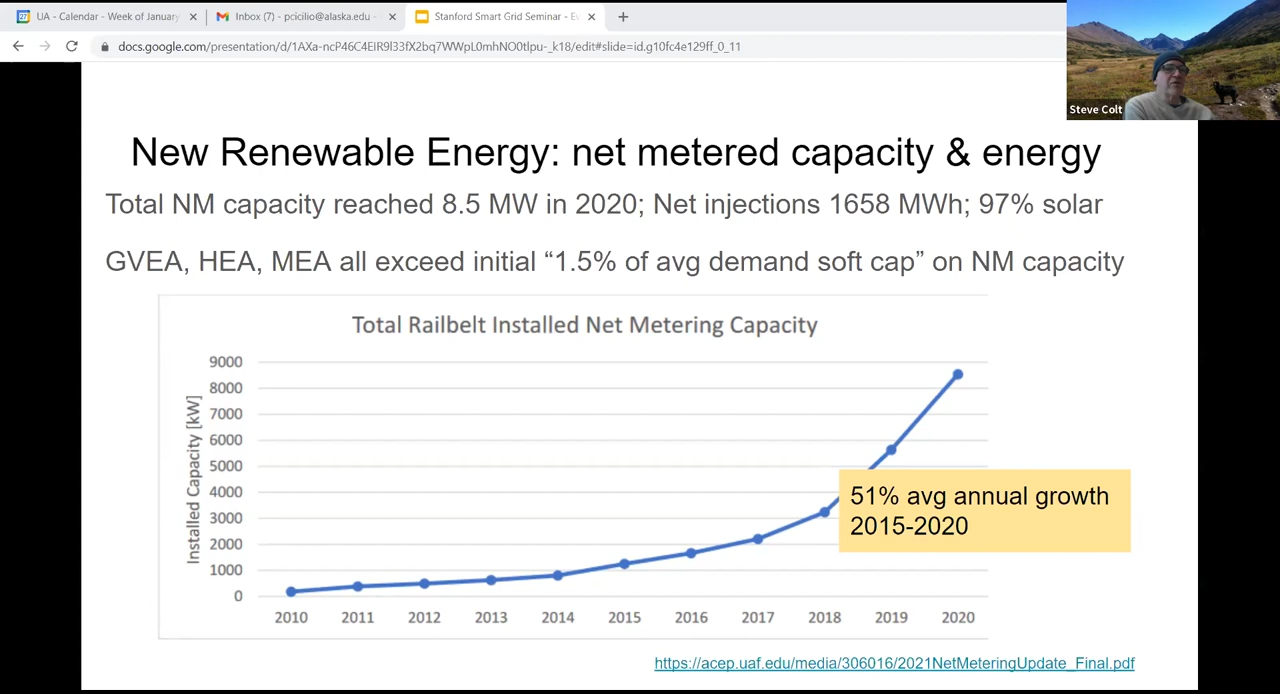 27 UA - Calendar - Week of January
Inbox (7) - pcicilio@alaska.edu -
Stanford Smart Grid Seminar - Ev
docs.google.com/presentation/d/1AXa-ncP46C4EIR9l33fX2bq7WWpL0mhNO0tlpu-_k18/edit#slide=id.g10fc4e129ff_0_11
Steve Colt
New Renewable Energy: net metered capacity & energy
Total NM capacity reached 8.5 MW in 2020; Net injections 1658 MWh; 97% solar
GVEA, HEA, MEA all exceed initial “1.5% of avg demand soft cap” on NM capacity
Total Railbelt Installed Net Metering Capacity
Installed Capacity [kW]
9000
8000
7000
6000
5000
4000
3000
2000
1000
0
51% avg annual growth
2015-2020
2010 2011 2012 2013 2014 2015 2016 2017 2018 2019 2020
https://acep.uaf.edu/media/306016/2021NetMeteringUpdate_Final.pdf